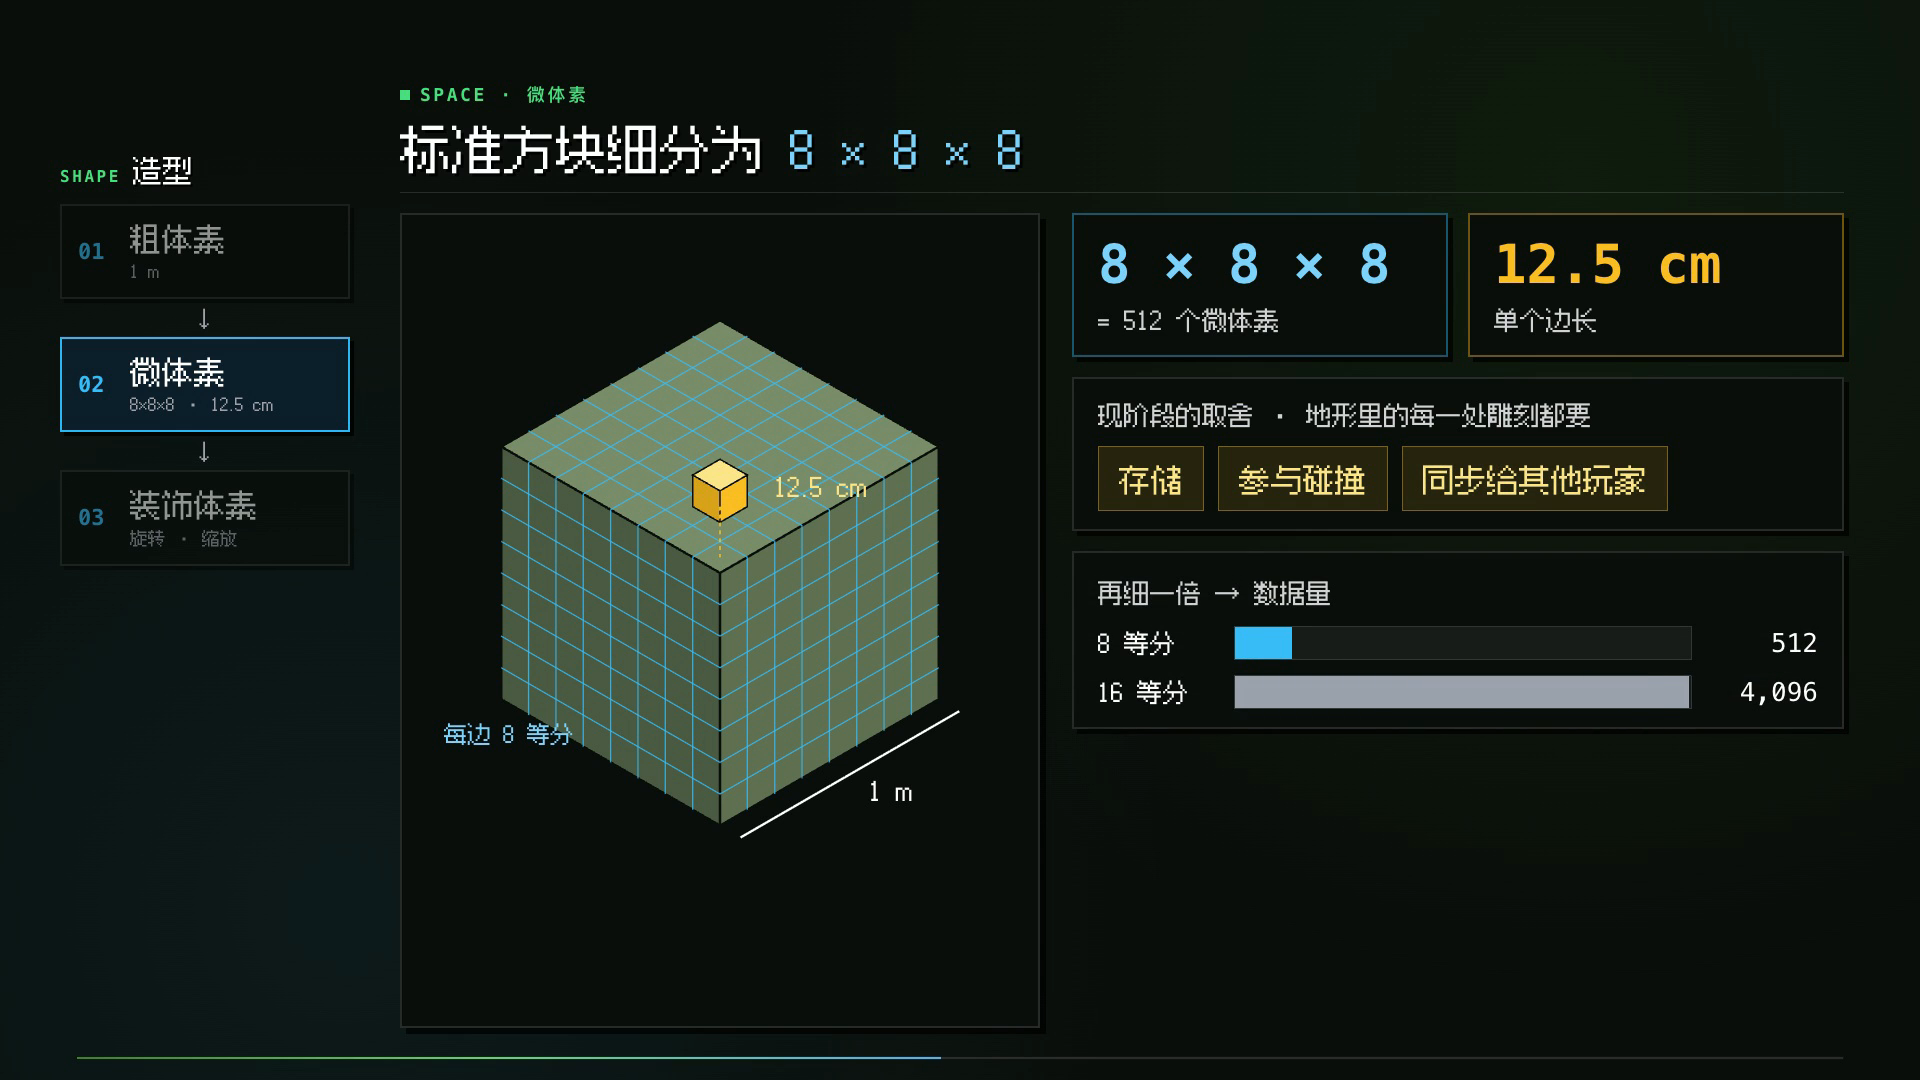 SPACE · 微体素
标准方块细分为 8 × 8 × 8
SHAPE 造型
01 粗体素
1 m
↓
02 微体素
8×8×8 · 12.5 cm
↓
03 装饰体素
旋转 · 缩放
12.5 cm
每边 8 等分
1 m
8 × 8 × 8
= 512 个微体素
12.5 cm
单个边长
现阶段的取舍 · 地形里的每一处雕刻都要
存储 参与碰撞 同步给其他玩家
再细一倍 → 数据量
8 等分 512
16 等分 4,096